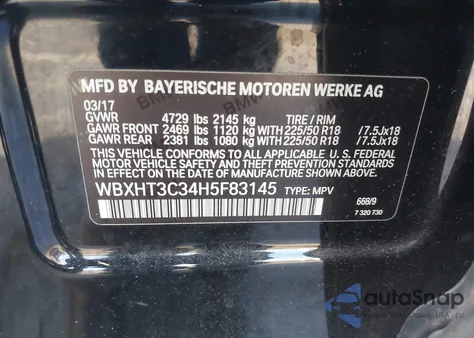 MFD BY BAYERISCHE MOTOREN WERKE AG
03/17
GVWR 4729 lbs 2145 kg TIRE / RIM
GAWR FRONT 2469 lbs 1120 kg WITH 225/50 R18 / 7.5Jx18
GAWR REAR 2381 lbs 1080 kg WITH 225/50 R18 / 7.5Jx18
THIS VEHICLE CONFORMS TO ALL APPLICABLE U.S. FEDERAL
MOTOR VEHICLE SAFETY STANDARDS IN EFFECT ON THE
DATE OF MANUFACTURE SHOWN ABOVE.
WBXHT3C34H5F83145 TYPE: MPV
668/9
7 320 730
autoSnap